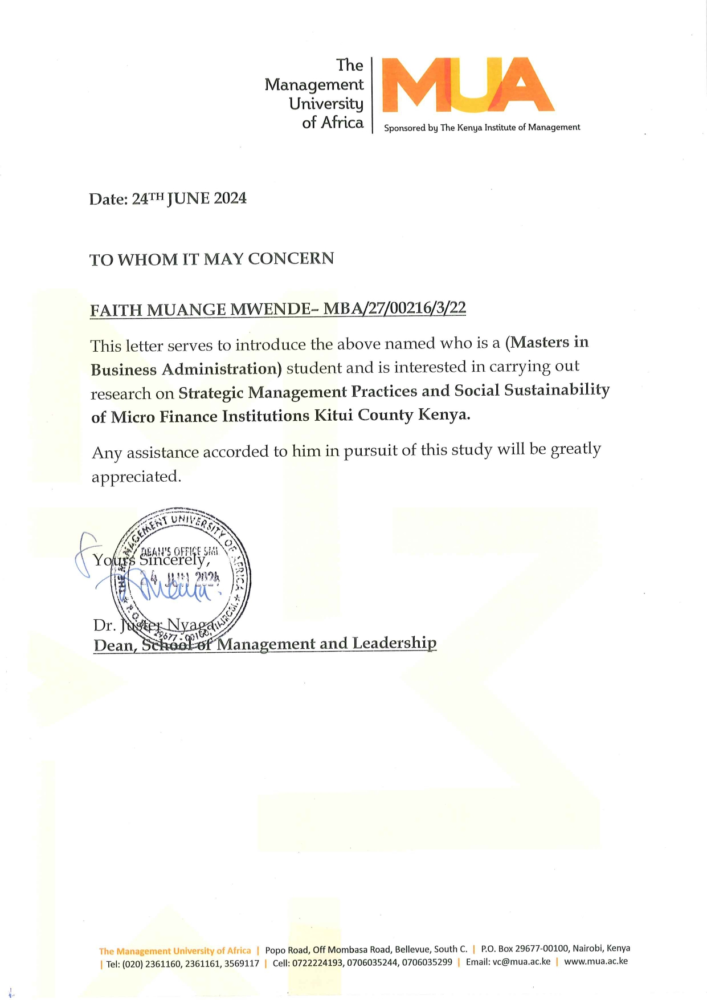 The
Management
University
of Africa
MUA
Sponsored by The Kenya Institute of Management
Date: 24TH JUNE 2024
TO WHOM IT MAY CONCERN
FAITH MUANGE MWENDE– MBA/27/00216/3/22
This letter serves to introduce the above named who is a (Masters in
Business Administration) student and is interested in carrying out
research on Strategic Management Practices and Social Sustainability
of Micro Finance Institutions Kitui County Kenya.
Any assistance accorded to him in pursuit of this study will be greatly
appreciated.
THE MANAGEMENT UNIVERSITY OF AFRICA
DEAN'S OFFICE SML
Yours Sincerely,
24 JUN 2024
P. O. Box 29677 - 00100, NAIROBI.
Dr. Juster Nyaga
Dean, School of Management and Leadership
The Management University of Africa | Popo Road, Off Mombasa Road, Bellevue, South C. | P.O. Box 29677-00100, Nairobi, Kenya
| Tel: (020) 2361160, 2361161, 3569117 | Cell: 0722224193, 0706035244, 0706035299 | Email: vc@mua.ac.ke | www.mua.ac.ke